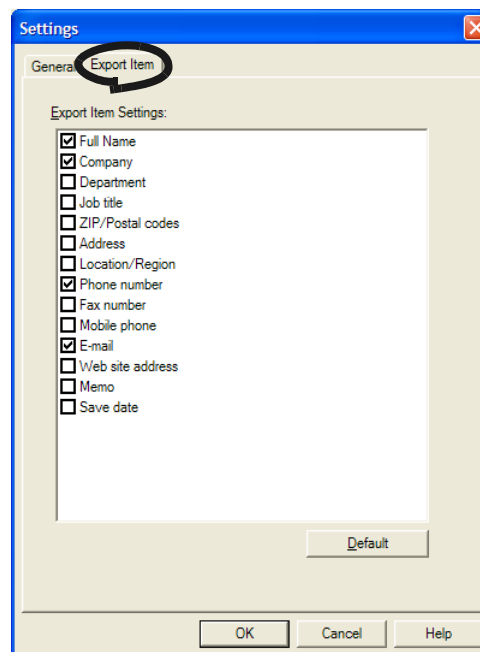 Settings
General Export Item
Export Item Settings:
Full Name
Company
Department
Job title
ZIP/Postal codes
Address
Location/Region
Phone number
Fax number
Mobile phone
E-mail
Web site address
Memo
Save date
Default
OK Cancel Help